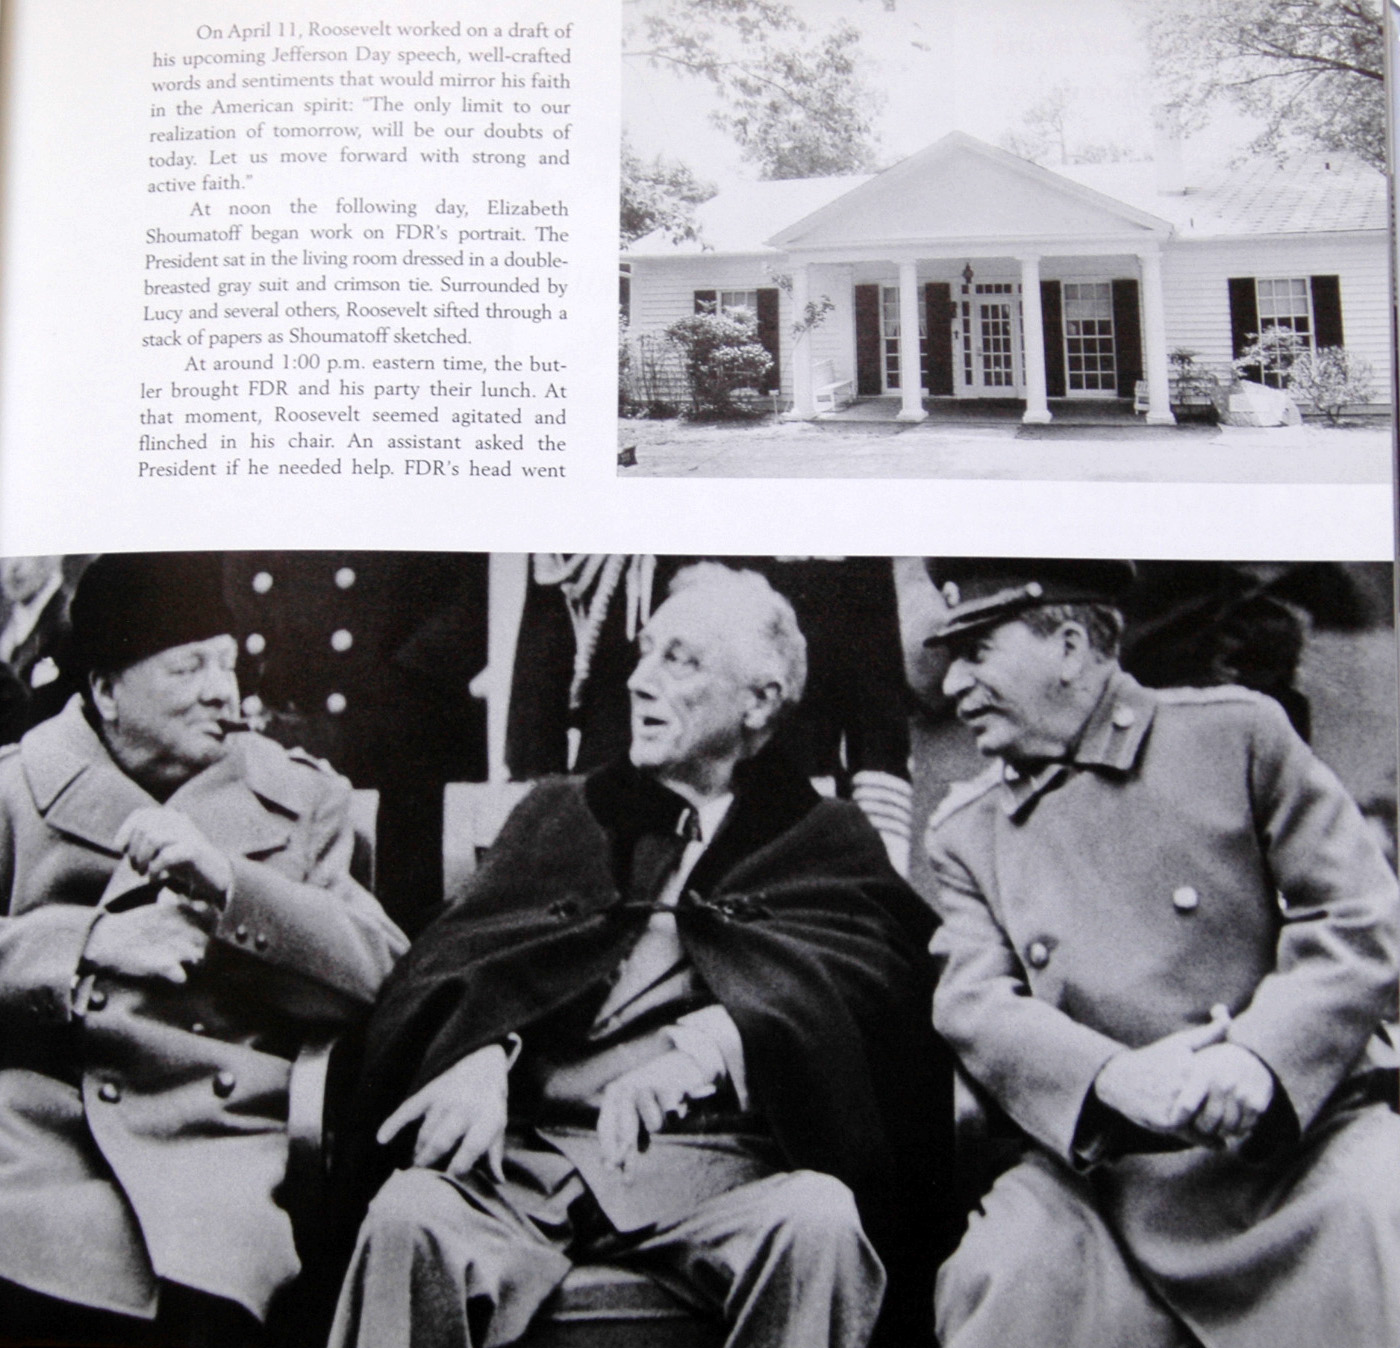 On April 11, Roosevelt worked on a draft of
his upcoming Jefferson Day speech, well-crafted
words and sentiments that would mirror his faith
in the American spirit: "The only limit to our
realization of tomorrow, will be our doubts of
today. Let us move forward with strong and
active faith."
At noon the following day, Elizabeth
Shoumatoff began work on FDR's portrait. The
President sat in the living room dressed in a double-
breasted gray suit and crimson tie. Surrounded by
Lucy and several others, Roosevelt sifted through a
stack of papers as Shoumatoff sketched.
At around 1:00 p.m. eastern time, the but-
ler brought FDR and his party their lunch. At
that moment, Roosevelt seemed agitated and
flinched in his chair. An assistant asked the
President if he needed help. FDR's head went